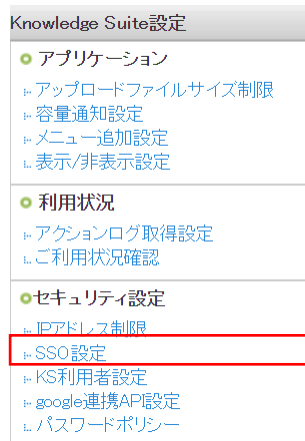 Knowledge Suite設定
アプリケーション
アップロードファイルサイズ制限
容量通知設定
メニュー追加設定
表示/非表示設定
利用状況
アクションログ取得設定
ご利用状況確認
セキュリティ設定
IPアドレス制限
SSO設定
KS利用者設定
google連携API設定
パスワードポリシー